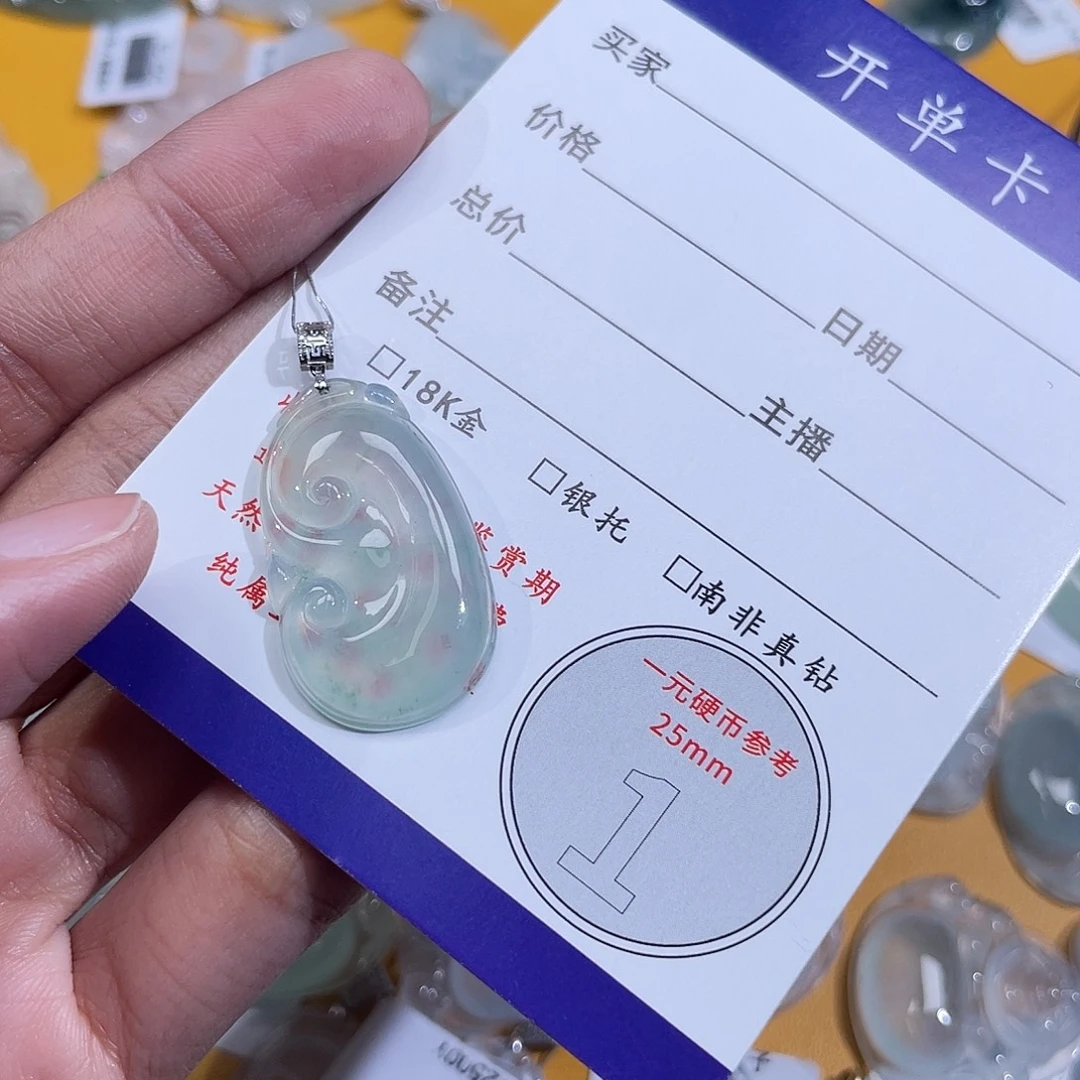 开单卡
买家
价格 日期
总价 主播
备注
□18K金 □银托 □南非真钻
天然 鉴赏期
纯属
一元硬币参考
25mm
1